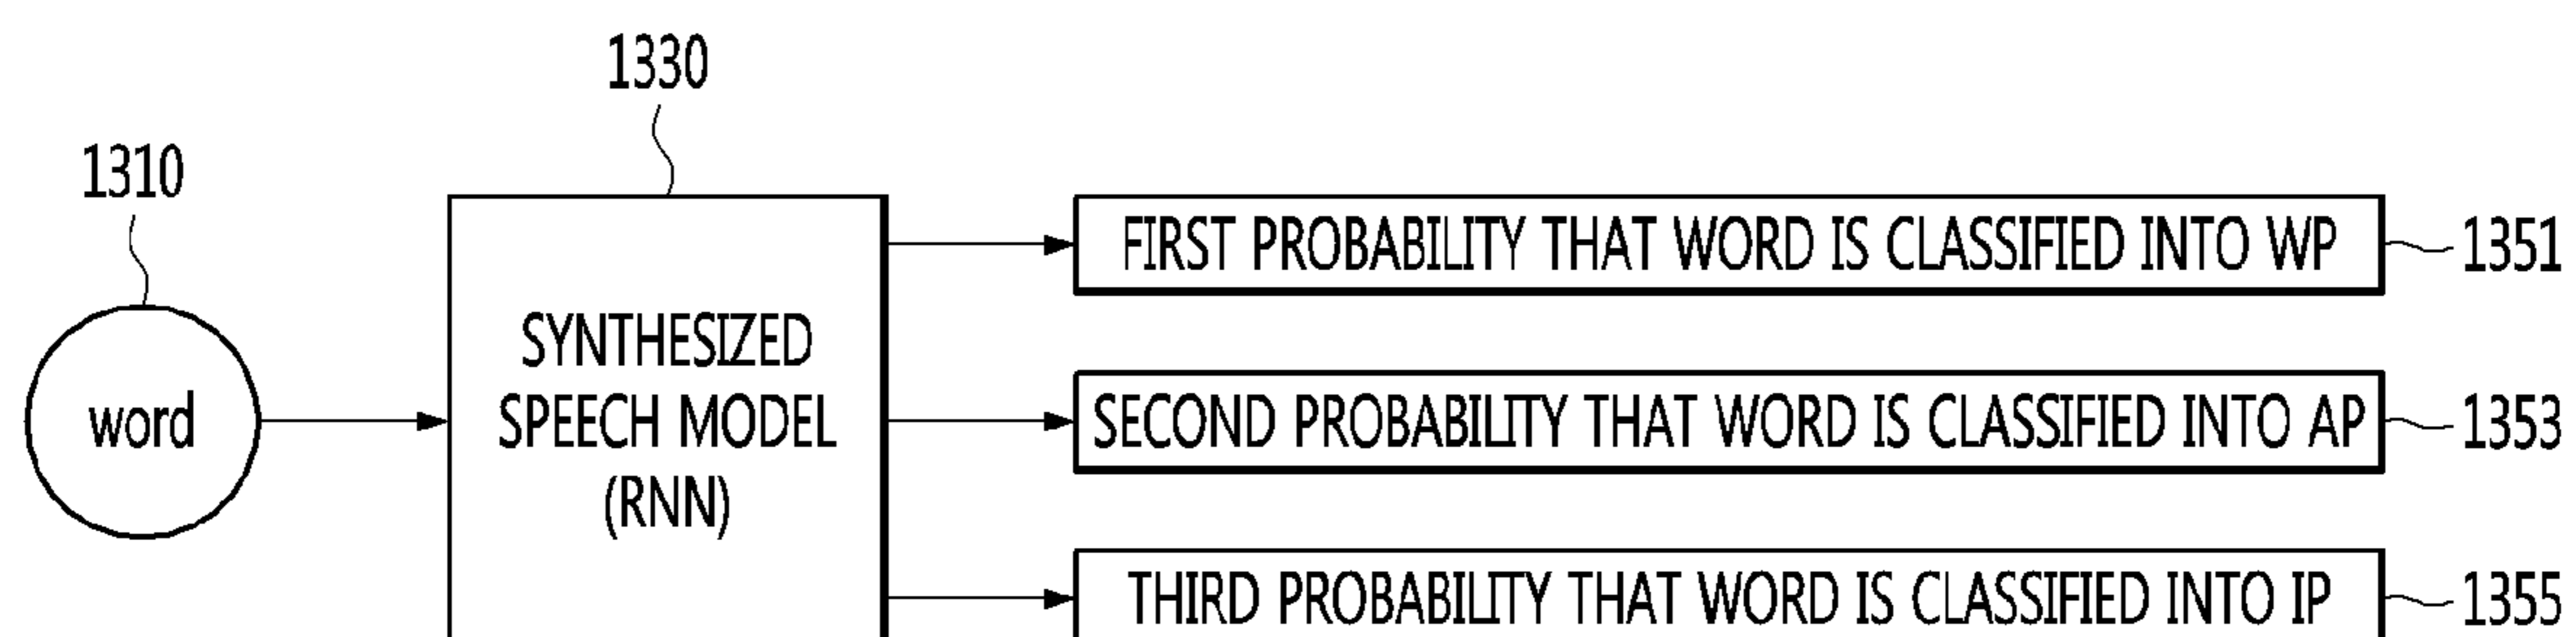 1330
1310
FIRST PROBABILITY THAT WORD IS CLASSIFIED INTO WP
1351
SYNTHESIZED
SPEECH MODEL
(RNN)
word
SECOND PROBABILITY THAT WORD IS CLASSIFIED INTO AP
1353
THIRD PROBABILITY THAT WORD IS CLASSIFIED INTO IP
1355